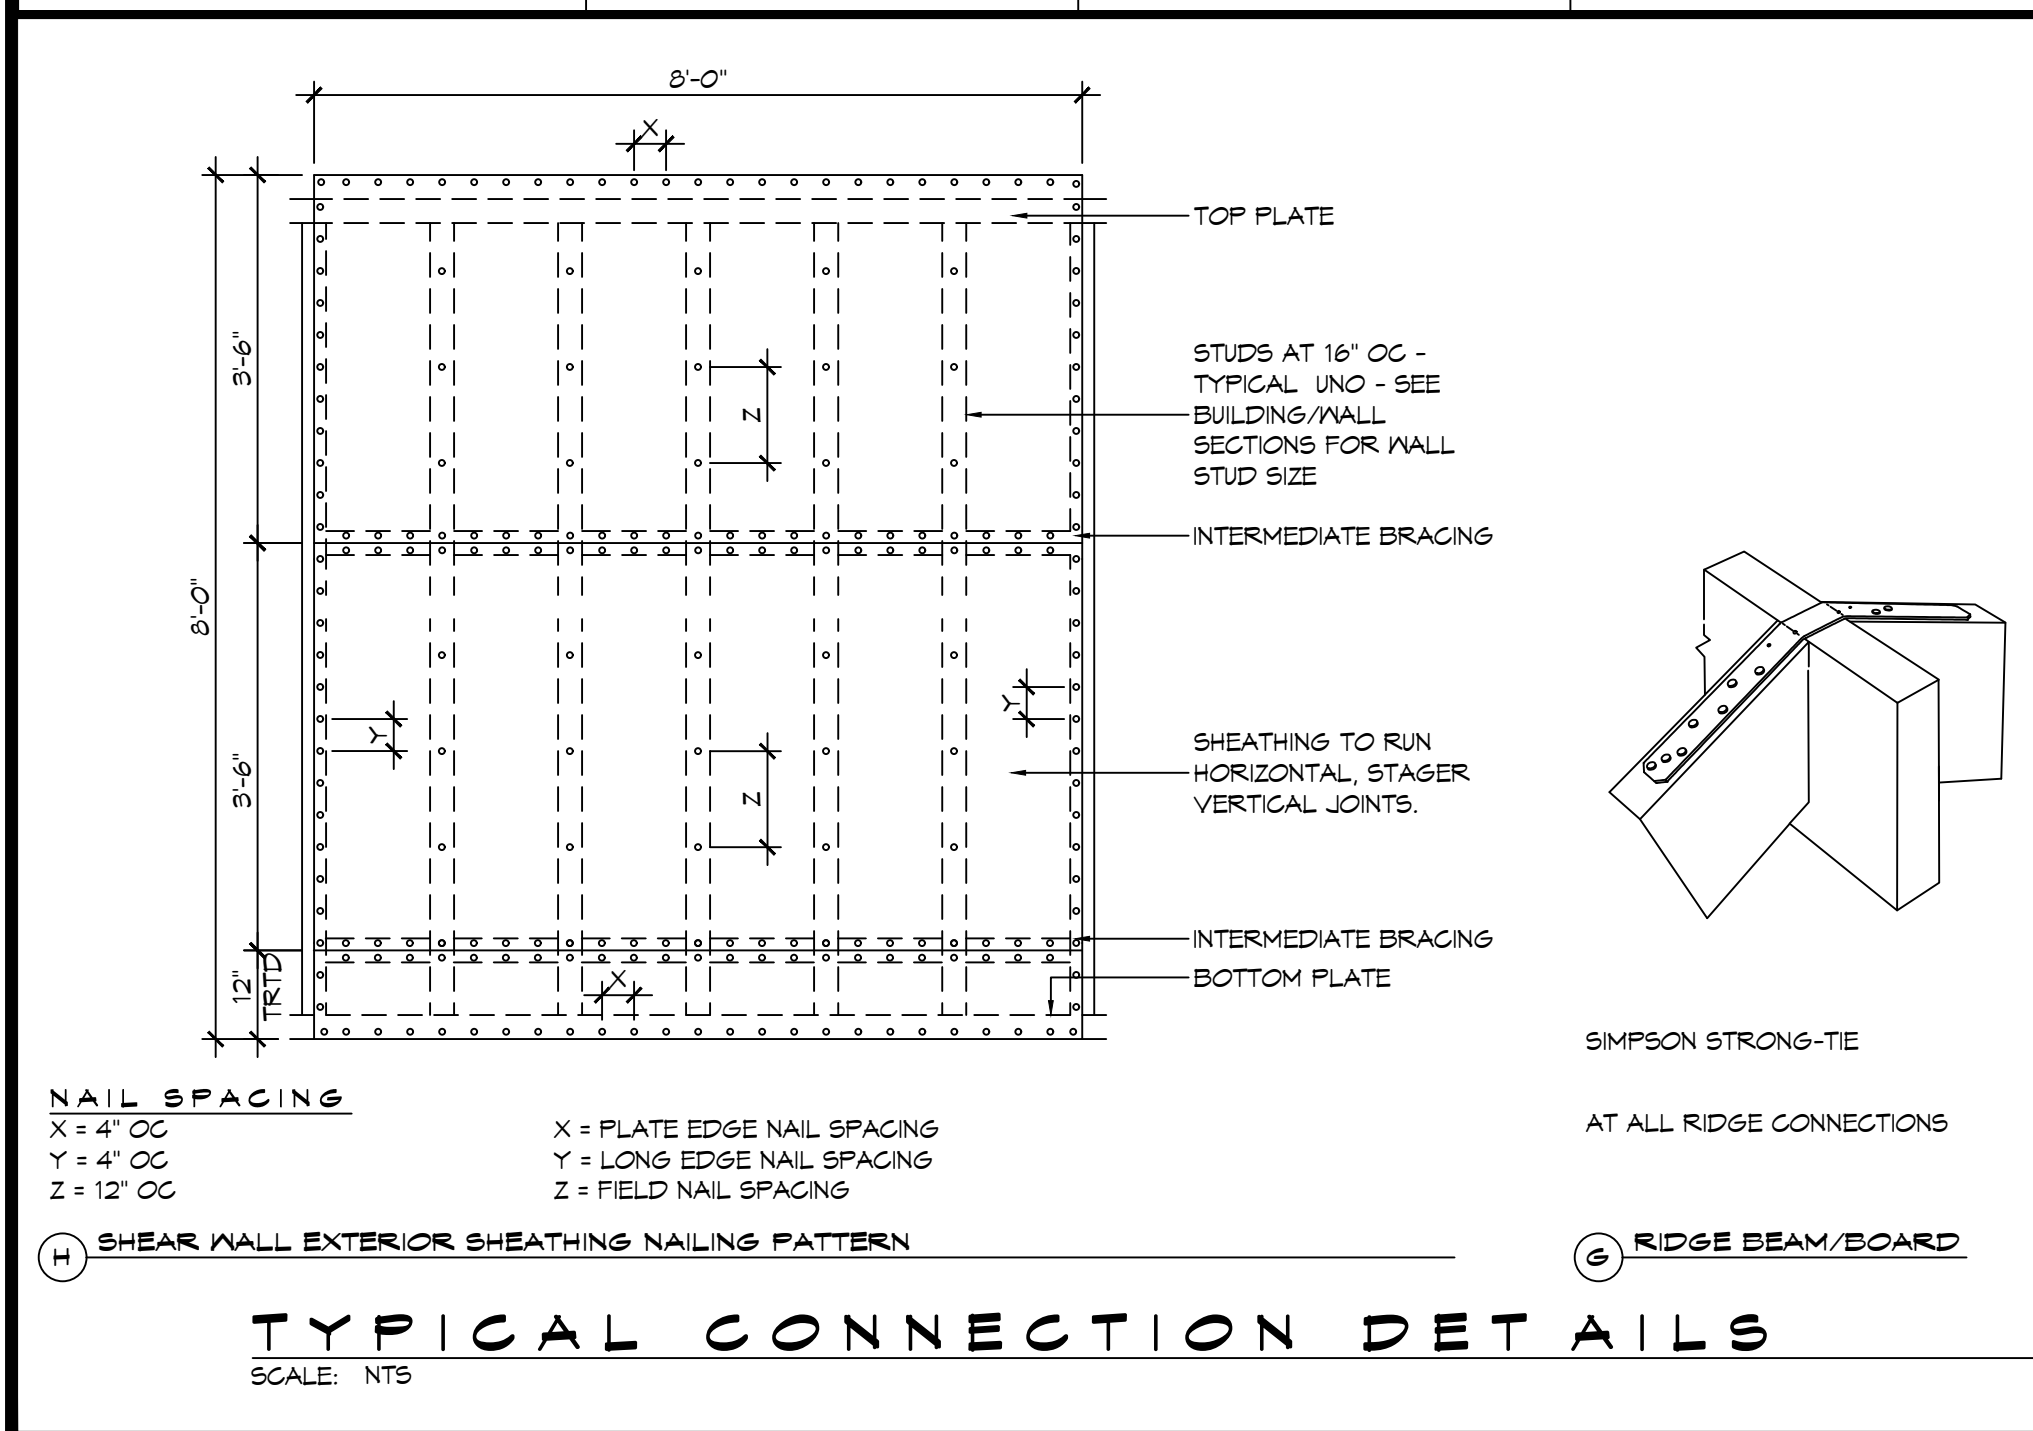 8'-0"
X
TOP PLATE
3'-6"
STUDS AT 16" OC -
TYPICAL UNO - SEE
BUILDING/WALL
SECTIONS FOR WALL
STUD SIZE
Z
INTERMEDIATE BRACING
8'-0"
Y
Y
SHEATHING TO RUN
HORIZONTAL, STAGER
VERTICAL JOINTS.
3'-6"
Z
INTERMEDIATE BRACING
BOTTOM PLATE
12"
TRTD
X
SIMPSON STRONG-TIE
AT ALL RIDGE CONNECTIONS
NAIL SPACING
X = 4" OC
Y = 4" OC
Z = 12" OC
X = PLATE EDGE NAIL SPACING
Y = LONG EDGE NAIL SPACING
Z = FIELD NAIL SPACING
H SHEAR WALL EXTERIOR SHEATHING NAILING PATTERN
G RIDGE BEAM/BOARD
TYPICAL CONNECTION DETAILS
SCALE: NTS